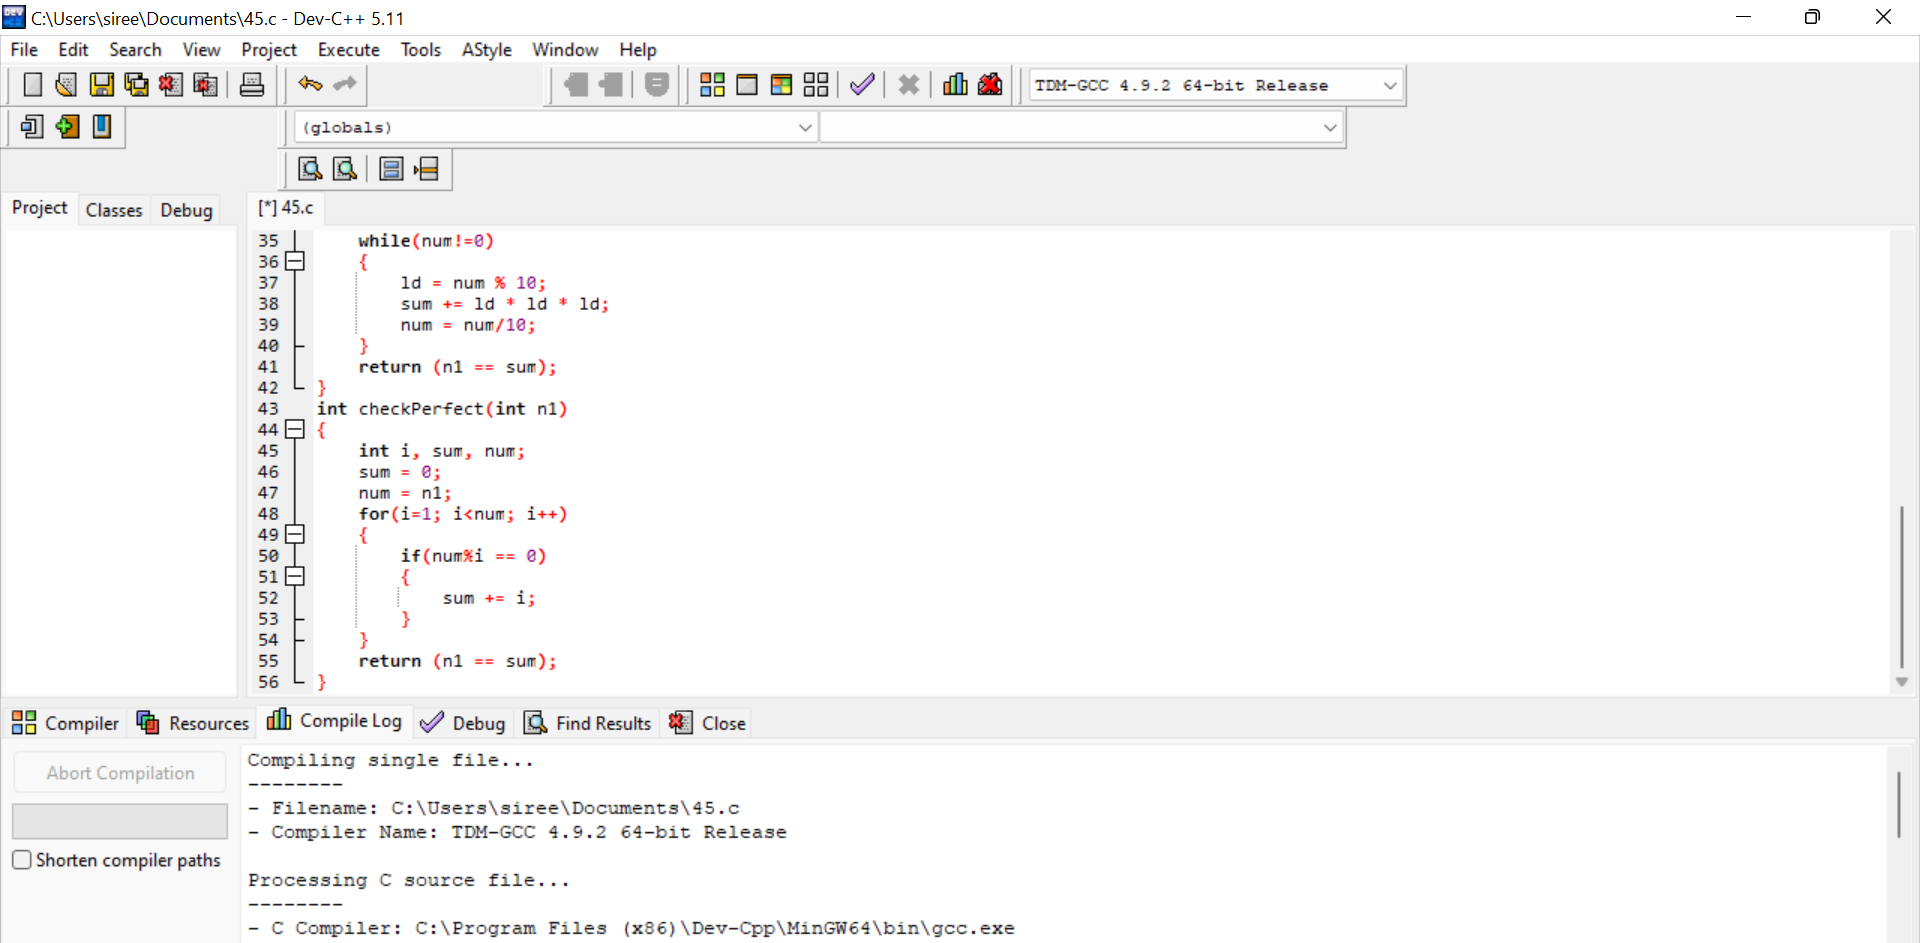 C:\Users\siree\Documents\45.c - Dev-C++ 5.11
File Edit Search View Project Execute Tools AStyle Window Help
TDM-GCC 4.9.2 64-bit Release
(globals)
Project Classes Debug
[*] 45.c
35 while(num!=0)
36 {
37 ld = num % 10;
38 sum += ld * ld * ld;
39 num = num/10;
40 }
41 return (n1 == sum);
42 }
43 int checkPerfect(int n1)
44 {
45 int i, sum, num;
46 sum = 0;
47 num = n1;
48 for(i=1; i<num; i++)
49 {
50 if(num%i == 0)
51 {
52 sum += i;
53 }
54 }
55 return (n1 == sum);
56 }
Compiler Resources Compile Log Debug Find Results Close
Abort Compilation
Shorten compiler paths
Compiling single file...
--------
- Filename: C:\Users\siree\Documents\45.c
- Compiler Name: TDM-GCC 4.9.2 64-bit Release
Processing C source file...
--------
- C Compiler: C:\Program Files (x86)\Dev-Cpp\MinGW64\bin\gcc.exe